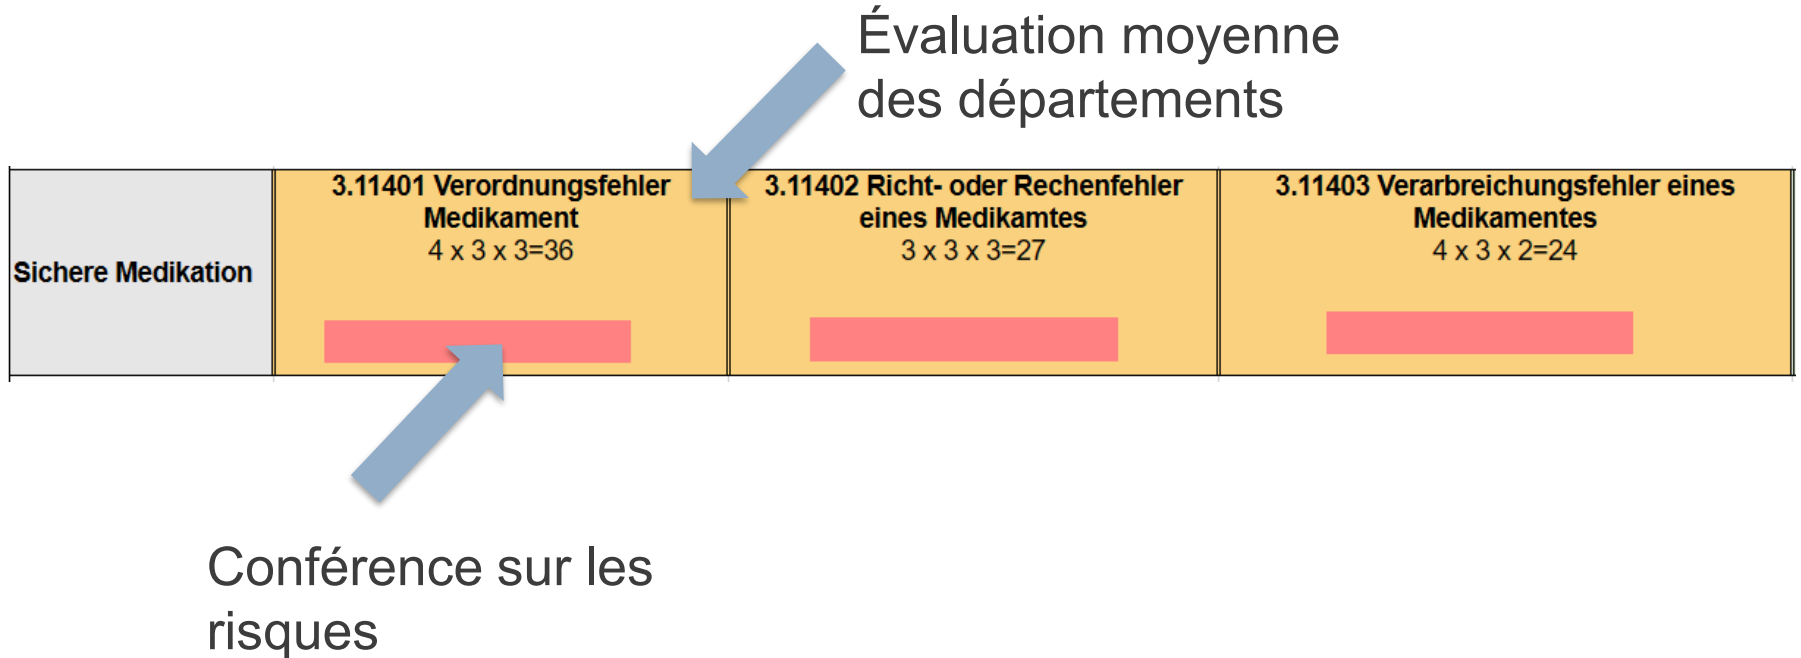 Évaluation moyenne
des départements
Sichere Medikation
3.11401 Verordnungsfehler
Medikament
4 x 3 x 3=36
3.11402 Richt- oder Rechenfehler
eines Medikamtes
3 x 3 x 3=27
3.11403 Verarbreichungsfehler eines
Medikamentes
4 x 3 x 2=24
Conférence sur les
risques